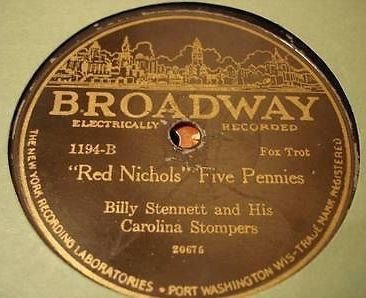 BROADWAY
ELECTRICALLY RECORDED
1194-B Fox Trot
"Red Nichols" Five Pennies
Billy Stennett and His
Carolina Stompers
20675
THE NEW YORK RECORDING LABORATORIES • PORT WASHINGTON WIS-TRADE MARK REGISTERED